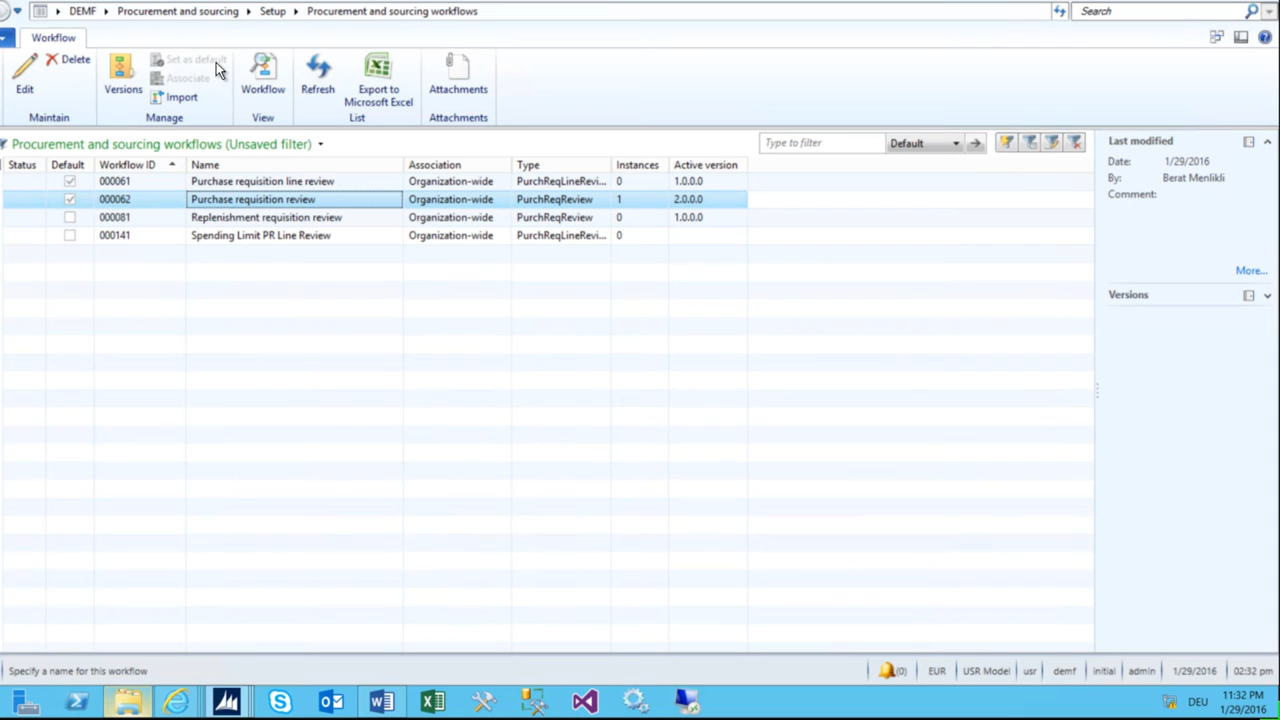 DEMF Procurement and sourcing Setup Procurement and sourcing workflows Search
Workflow
Edit
Delete
Maintain
Versions
Set as default
Associate
Import
Manage
Workflow
View
Refresh
Export to
Microsoft Excel
List
Attachments
Attachments
Procurement and sourcing workflows (Unsaved filter)
Type to filter
Default
Status Default Workflow ID Name Association Type Instances Active version
000061 Purchase requisition line review Organization-wide PurchReqLineRevi... 0 1.0.0.0
000062 Purchase requisition review Organization-wide PurchReqReview 1 2.0.0.0
000081 Replenishment requisition review Organization-wide PurchReqReview 0 1.0.0.0
000141 Spending Limit PR Line Review Organization-wide PurchReqLineRevi... 0
Last modified
Date: 1/29/2016
By: Berat Menlikli
Comment:
More...
Versions
Specify a name for this workflow
(0) EUR USR Model usr demf initial admin 1/29/2016 02:32 pm
DEU
11:32 PM
1/29/2016